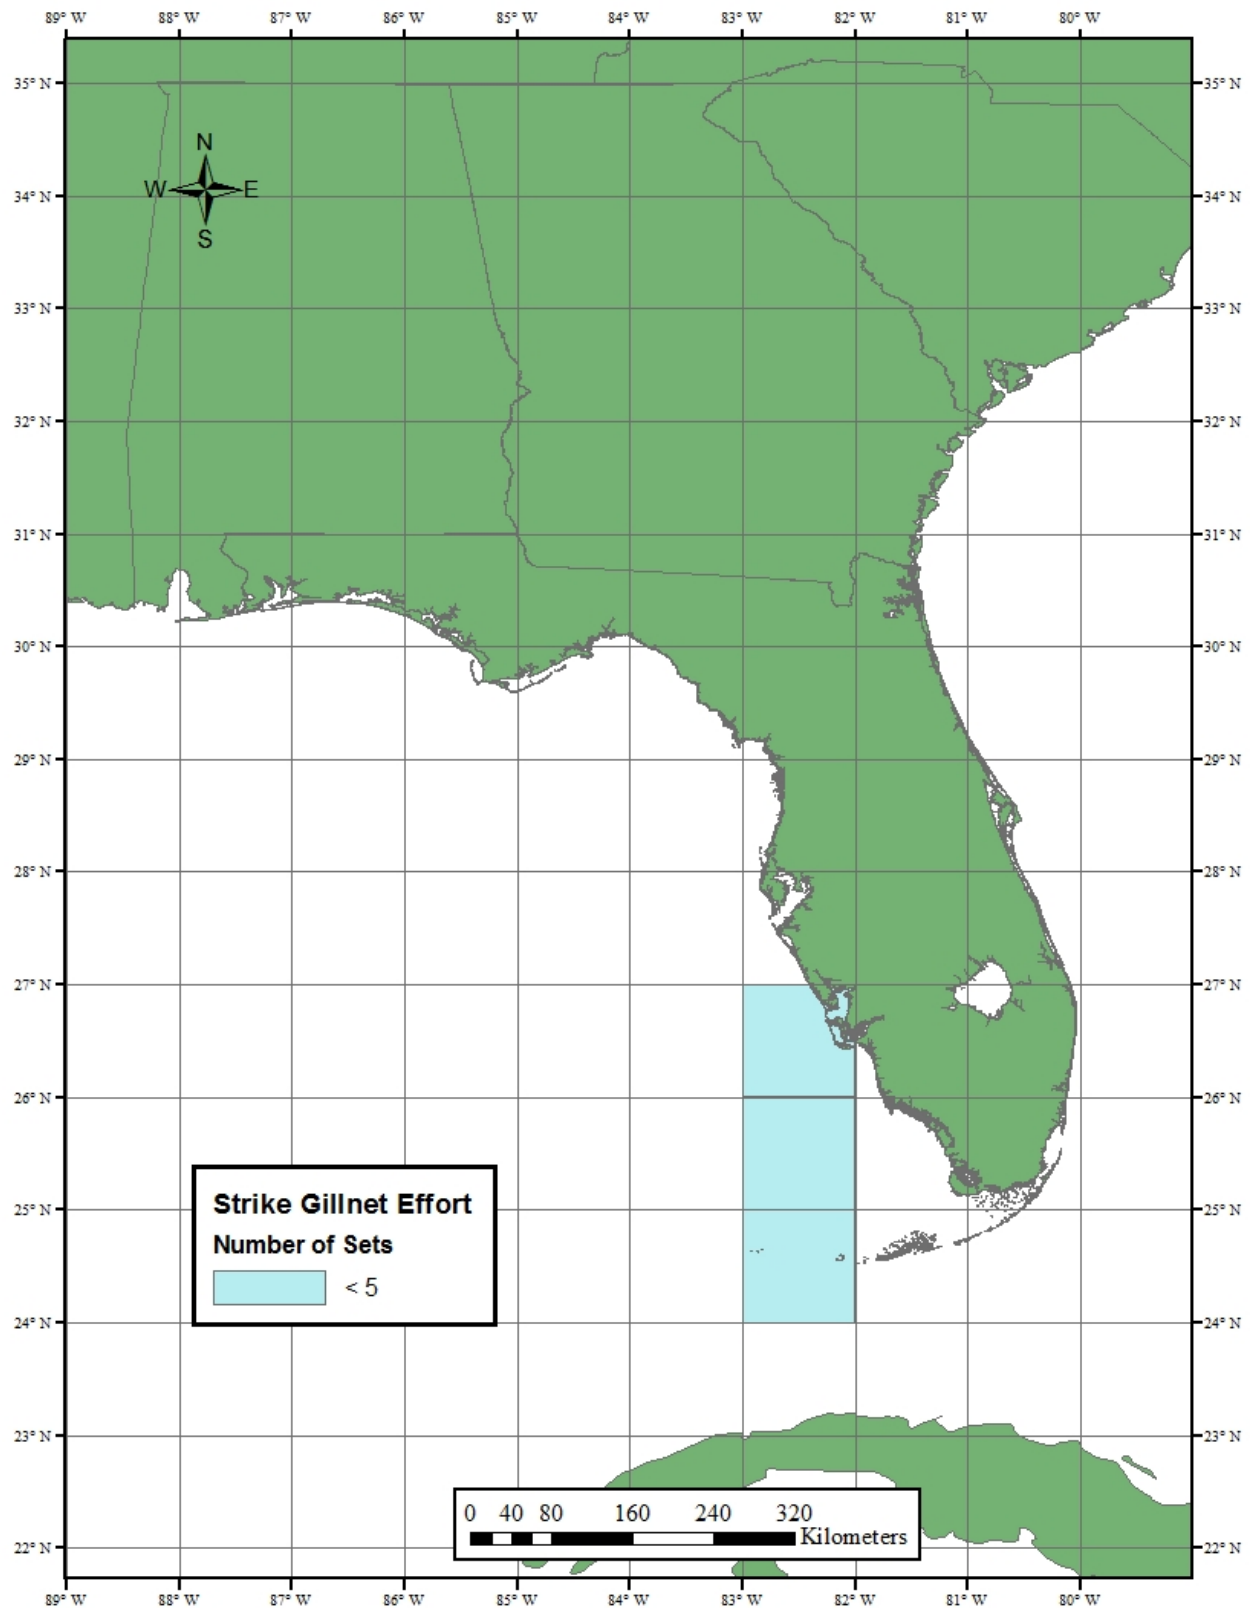 89° W 88° W 87° W 86° W 85° W 84° W 83° W 82° W 81° W 80° W
35° N 35° N
N
W E
S
34° N 34° N
33° N 33° N
32° N 32° N
31° N 31° N
30° N 30° N
29° N 29° N
28° N 28° N
27° N 27° N
26° N 26° N
Strike Gillnet Effort
25° N 25° N
Number of Sets
< 5
24° N 24° N
23° N 23° N
0 40 80 160 240 320
Kilometers
22° N 22° N
89° W 88° W 87° W 86° W 85° W 84° W 83° W 82° W 81° W 80° W